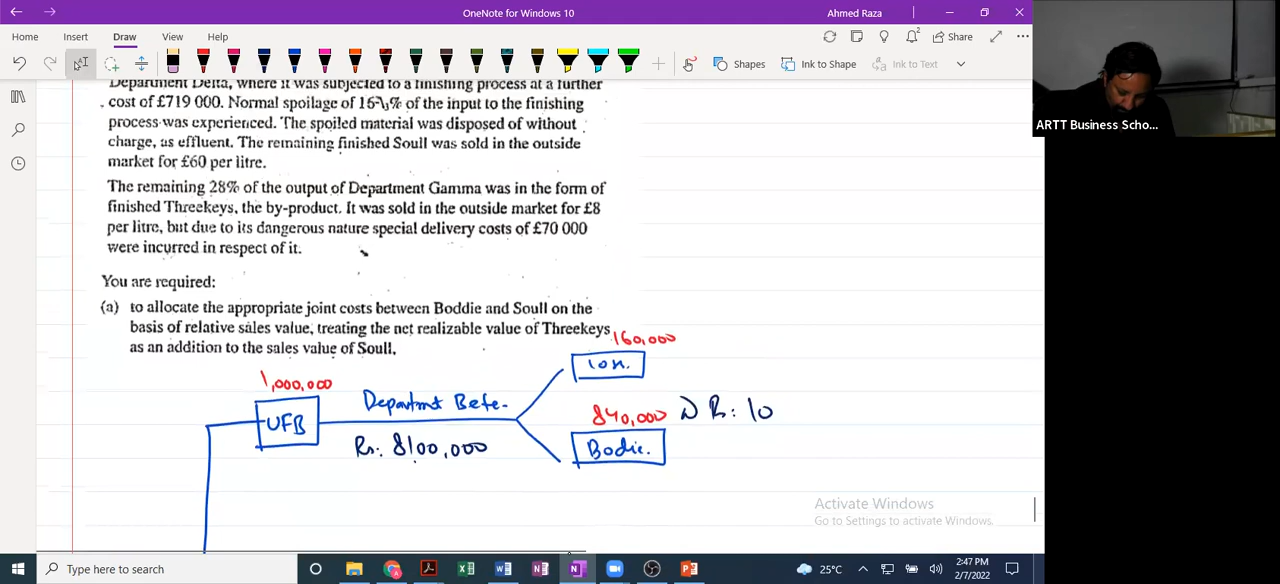 OneNote for Windows 10
Ahmed Raza
Home Insert Draw View Help
Share
Shapes
Ink to Shape
Ink to Text
ARTT Business Scho...
Department Delta, where it was subjected to a finishing process at a further
cost of £719 000. Normal spoilage of 16⅔% of the input to the finishing
process was experienced. The spoiled material was disposed of without
charge, as effluent. The remaining finished Soull was sold in the outside
market for £60 per litre.
The remaining 28% of the output of Department Gamma was in the form of
finished Threekeys, the by-product. It was sold in the outside market for £8
per litre, but due to its dangerous nature special delivery costs of £70 000
were incurred in respect of it.
You are required:
(a) to allocate the appropriate joint costs between Boddie and Soull on the
basis of relative sales value, treating the net realizable value of Threekeys
as an addition to the sales value of Soull.
160,000
1,000,000
Department Beta.
840,000
Rs: 10
UFB
Rs: 8100,000
Bodie.
Activate Windows
Go to Settings to activate Windows.
Type here to search
25°C
2:47 PM
2/7/2022